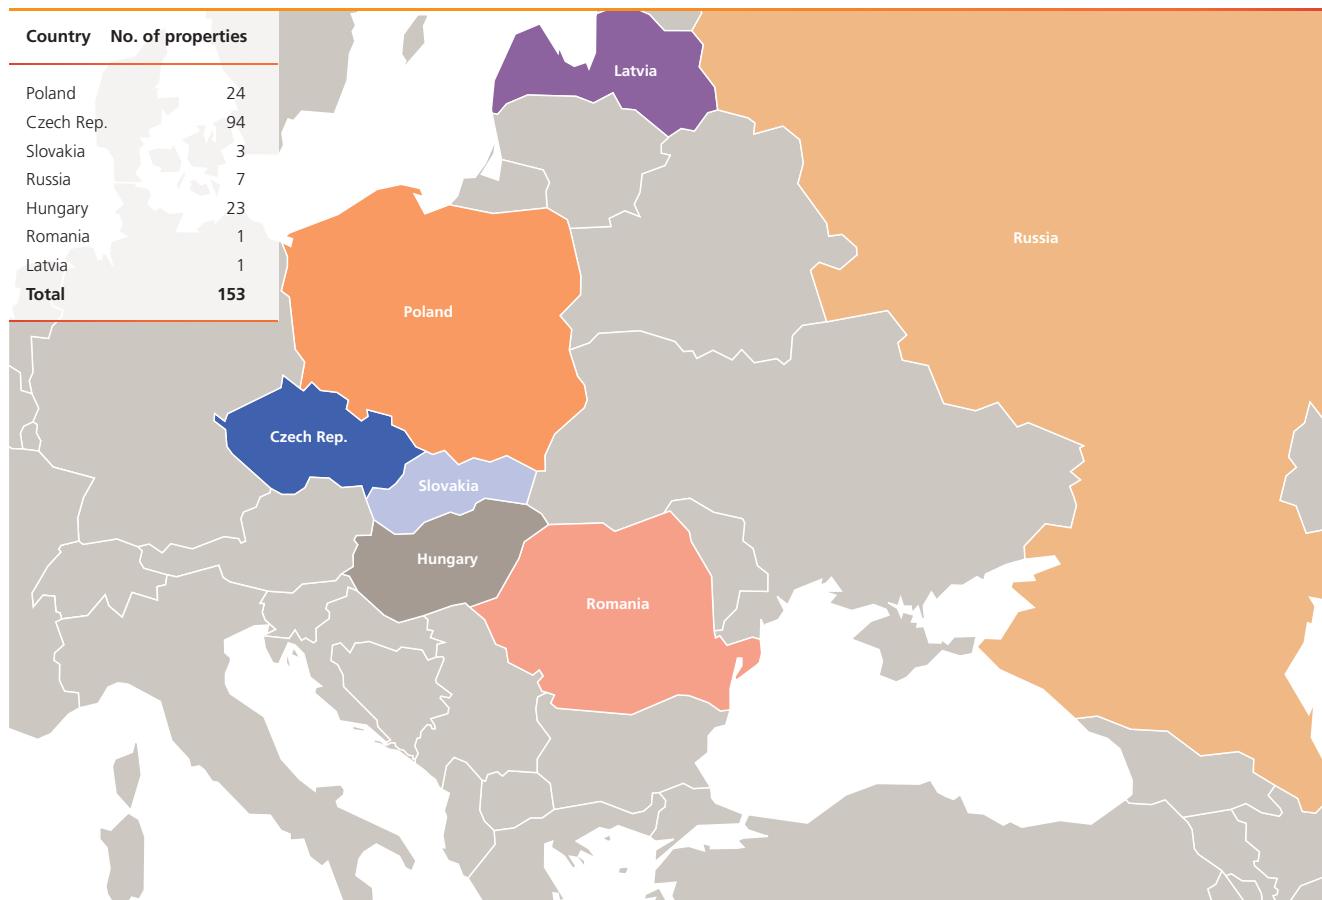 Country No. of properties
Poland 24
Czech Rep. 94
Slovakia 3
Russia 7
Hungary 23
Romania 1
Latvia 1
Total 153
Latvia
Russia
Poland
Czech Rep.
Slovakia
Hungary
Romania